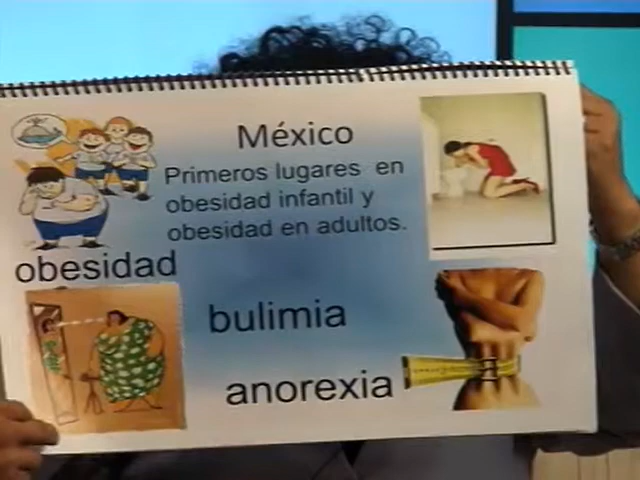 México
Primeros lugares en
obesidad infantil y
obesidad en adultos.
obesidad
bulimia
anorexia